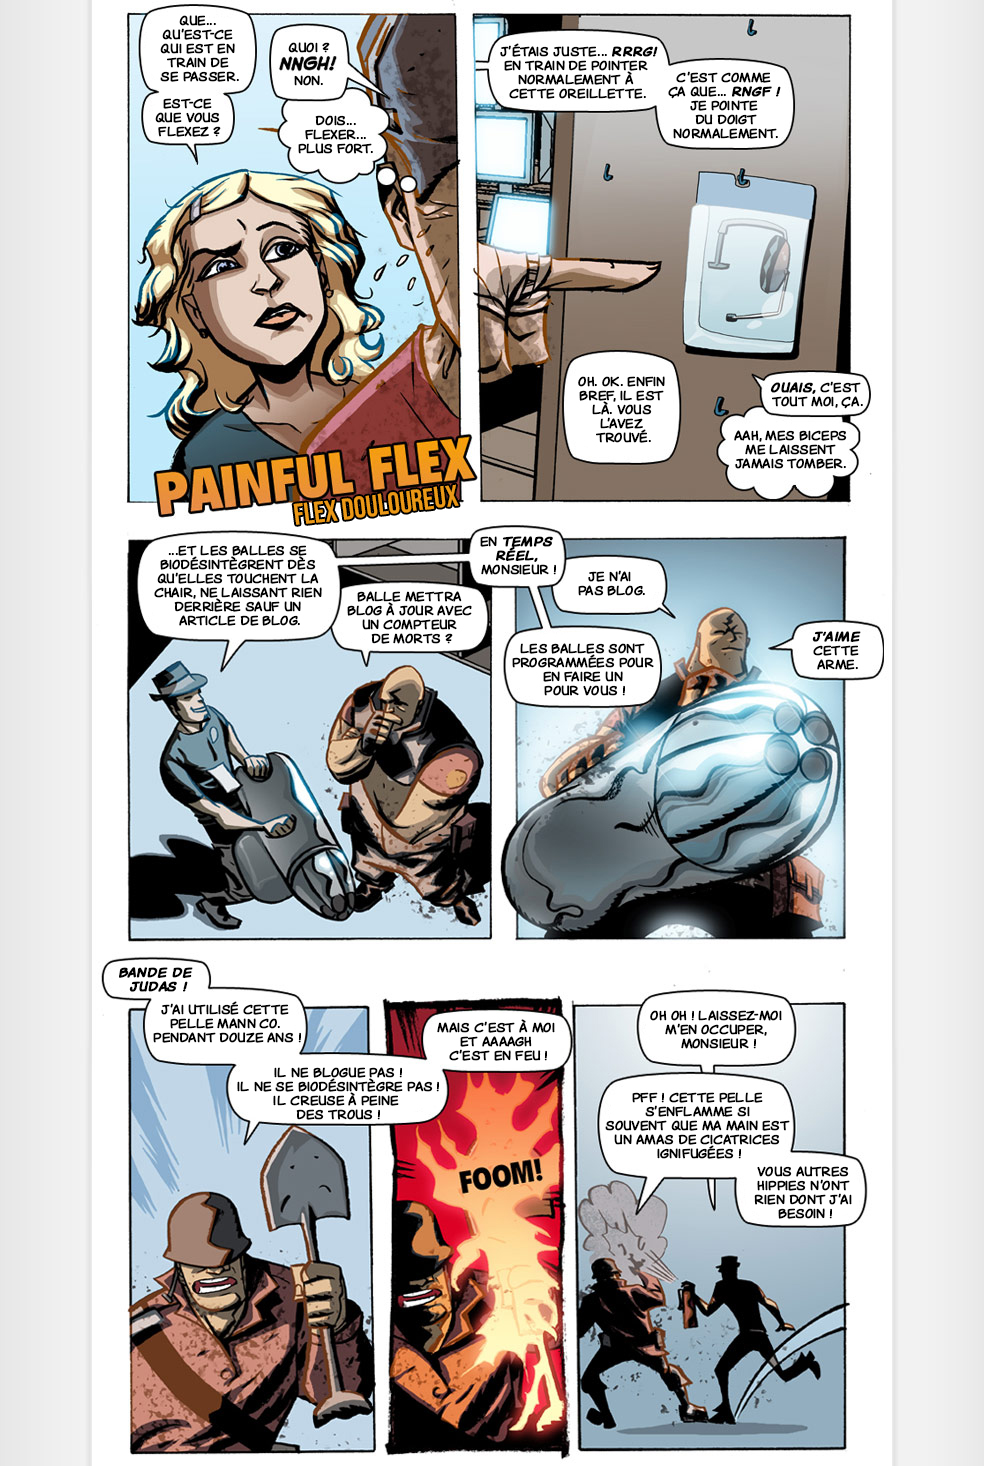 QUE...
QU'EST-CE
QUI EST EN
TRAIN DE
SE PASSER.
EST-CE
QUE VOUS
FLEXEZ ?
QUOI ?
NNGH!
NON.
DOIS...
FLEXER...
PLUS FORT.
PAINFUL FLEX
FLEX DOULOUREUX
J'ÉTAIS JUSTE... RRRG!
EN TRAIN DE POINTER
NORMALEMENT À
CETTE OREILLETTE.
C'EST COMME
ÇA QUE... RNGF !
JE POINTE
DU DOIGT
NORMALEMENT.
OH. OK. ENFIN
BREF, IL EST
LÀ. VOUS
L'AVEZ
TROUVÉ.
OUAIS, C'EST
TOUT MOI, ÇA.
AAH, MES BICEPS
ME LAISSENT
JAMAIS TOMBER.
...ET LES BALLES SE
BIODÉSINTÈGRENT DÈS
QU'ELLES TOUCHENT LA
CHAIR, NE LAISSANT RIEN
DERRIÈRE SAUF UN
ARTICLE DE BLOG.
BALLE METTRA
BLOG À JOUR AVEC
UN COMPTEUR
DE MORTS ?
EN TEMPS
RÉEL,
MONSIEUR !
JE N'AI
PAS BLOG.
LES BALLES SONT
PROGRAMMÉES POUR
EN FAIRE UN
POUR VOUS !
J'AIME
CETTE
ARME.
BANDE DE
JUDAS !
J'AI UTILISÉ CETTE
PELLE MANN CO.
PENDANT DOUZE ANS !
IL NE BLOGUE PAS !
IL NE SE BIODÉSINTÈGRE PAS !
IL CREUSE À PEINE
DES TROUS !
MAIS C'EST À MOI
ET AAAAGH
C'EST EN FEU !
FOOM!
OH OH ! LAISSEZ-MOI
M'EN OCCUPER,
MONSIEUR !
PFF ! CETTE PELLE
S'ENFLAMME SI
SOUVENT QUE MA MAIN EST
UN AMAS DE CICATRICES
IGNIFUGÉES !
VOUS AUTRES
HIPPIES N'ONT
RIEN DONT J'AI
BESOIN !